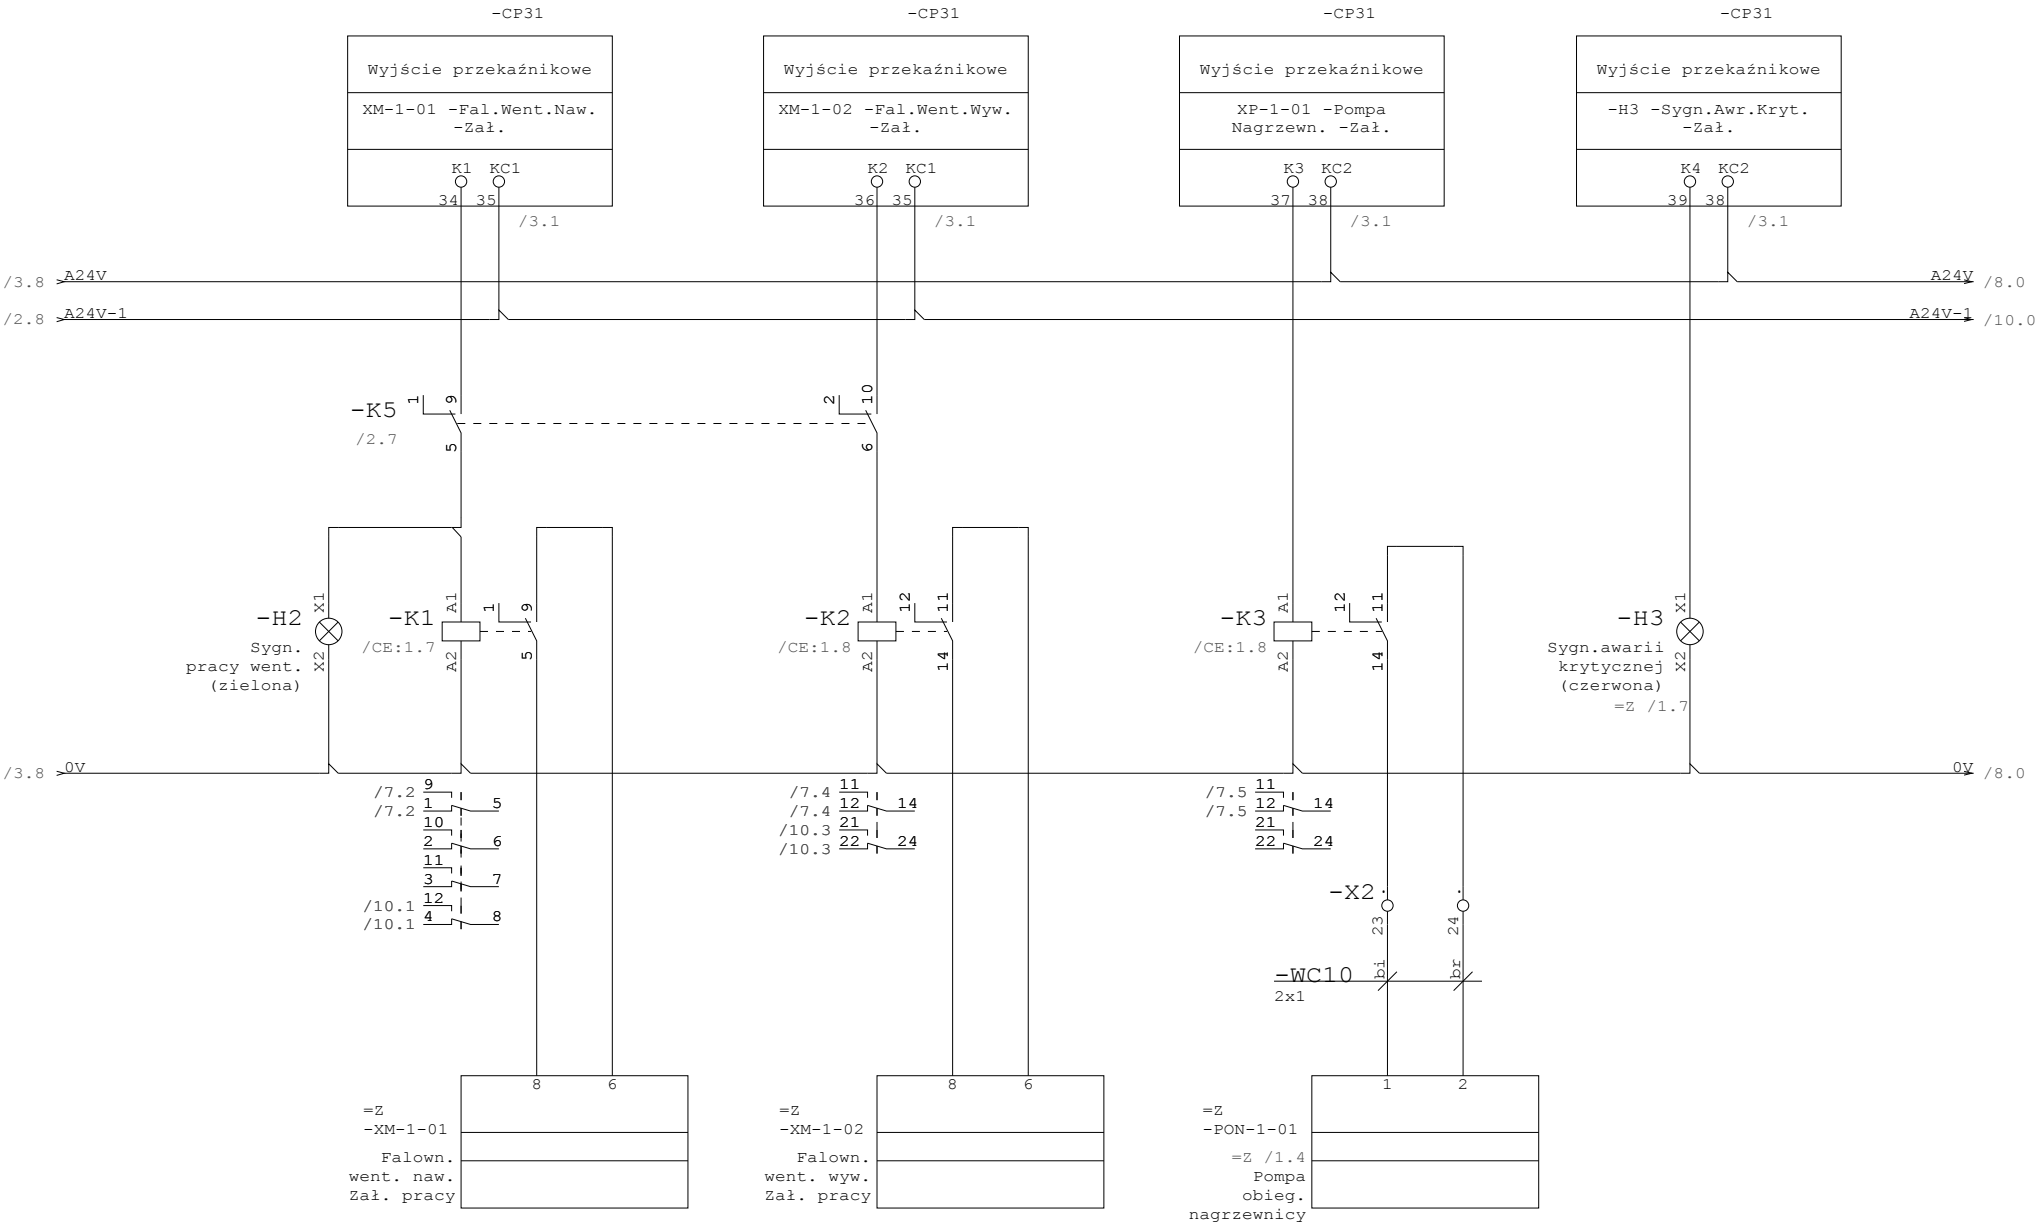 -CP31
-CP31
-CP31
-CP31
Wyjście przekaźnikowe
Wyjście przekaźnikowe
Wyjście przekaźnikowe
Wyjście przekaźnikowe
XM-1-01 -Fal.Went.Naw.
-Zał.
XM-1-02 -Fal.Went.Wyw.
-Zał.
XP-1-01 -Pompa
Nagrzewn. -Zał.
-H3 -Sygn.Awr.Kryt.
-Zał.
K1 KC1
K2 KC1
K3 KC2
K4 KC2
34 35
36 35
37 38
39 38
/3.1
/3.1
/3.1
/3.1
/3.8 A24V
A24V /8.0
/2.8 A24V-1
A24V-1 /10.0
-K5
/2.7
1 9
5
2 10
6
-H2
X1
X2
Sygn.
pracy went.
(zielona)
-K1
/CE:1.7
A1
A2
1 9
5
-K2
/CE:1.8
A1
A2
12 11
14
-K3
/CE:1.8
A1
A2
12 11
14
-H3
X1
X2
Sygn.awarii
krytycznej
(czerwona)
=Z /1.7
/3.8 0V
0V /8.0
/7.2 9
/7.2 1 5
10
2 6
11
3 7
/10.1 12
/10.1 4 8
/7.4 11
/7.4 12 14
/10.3 21
/10.3 22 24
/7.5 11
/7.5 12 14
21
22 24
-X2
23
24
-WC10
2x1
bi
br
8 6
=Z
-XM-1-01
Falown.
went. naw.
Zał. pracy
8 6
=Z
-XM-1-02
Falown.
went. wyw.
Zał. pracy
1 2
=Z
-PON-1-01
=Z /1.4
Pompa
obieg.
nagrzewnicy